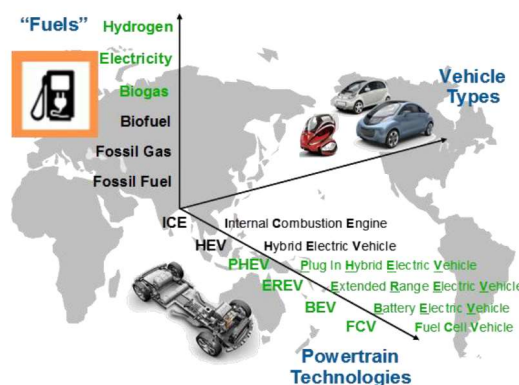 “Fuels”
Hydrogen
Electricity
Biogas
Biofuel
Fossil Gas
Fossil Fuel
Vehicle
Types
ICE Internal Combustion Engine
HEV Hybrid Electric Vehicle
PHEV Plug In Hybrid Electric Vehicle
EREV Extended Range Electric Vehicle
BEV Battery Electric Vehicle
FCV Fuel Cell Vehicle
Powertrain
Technologies